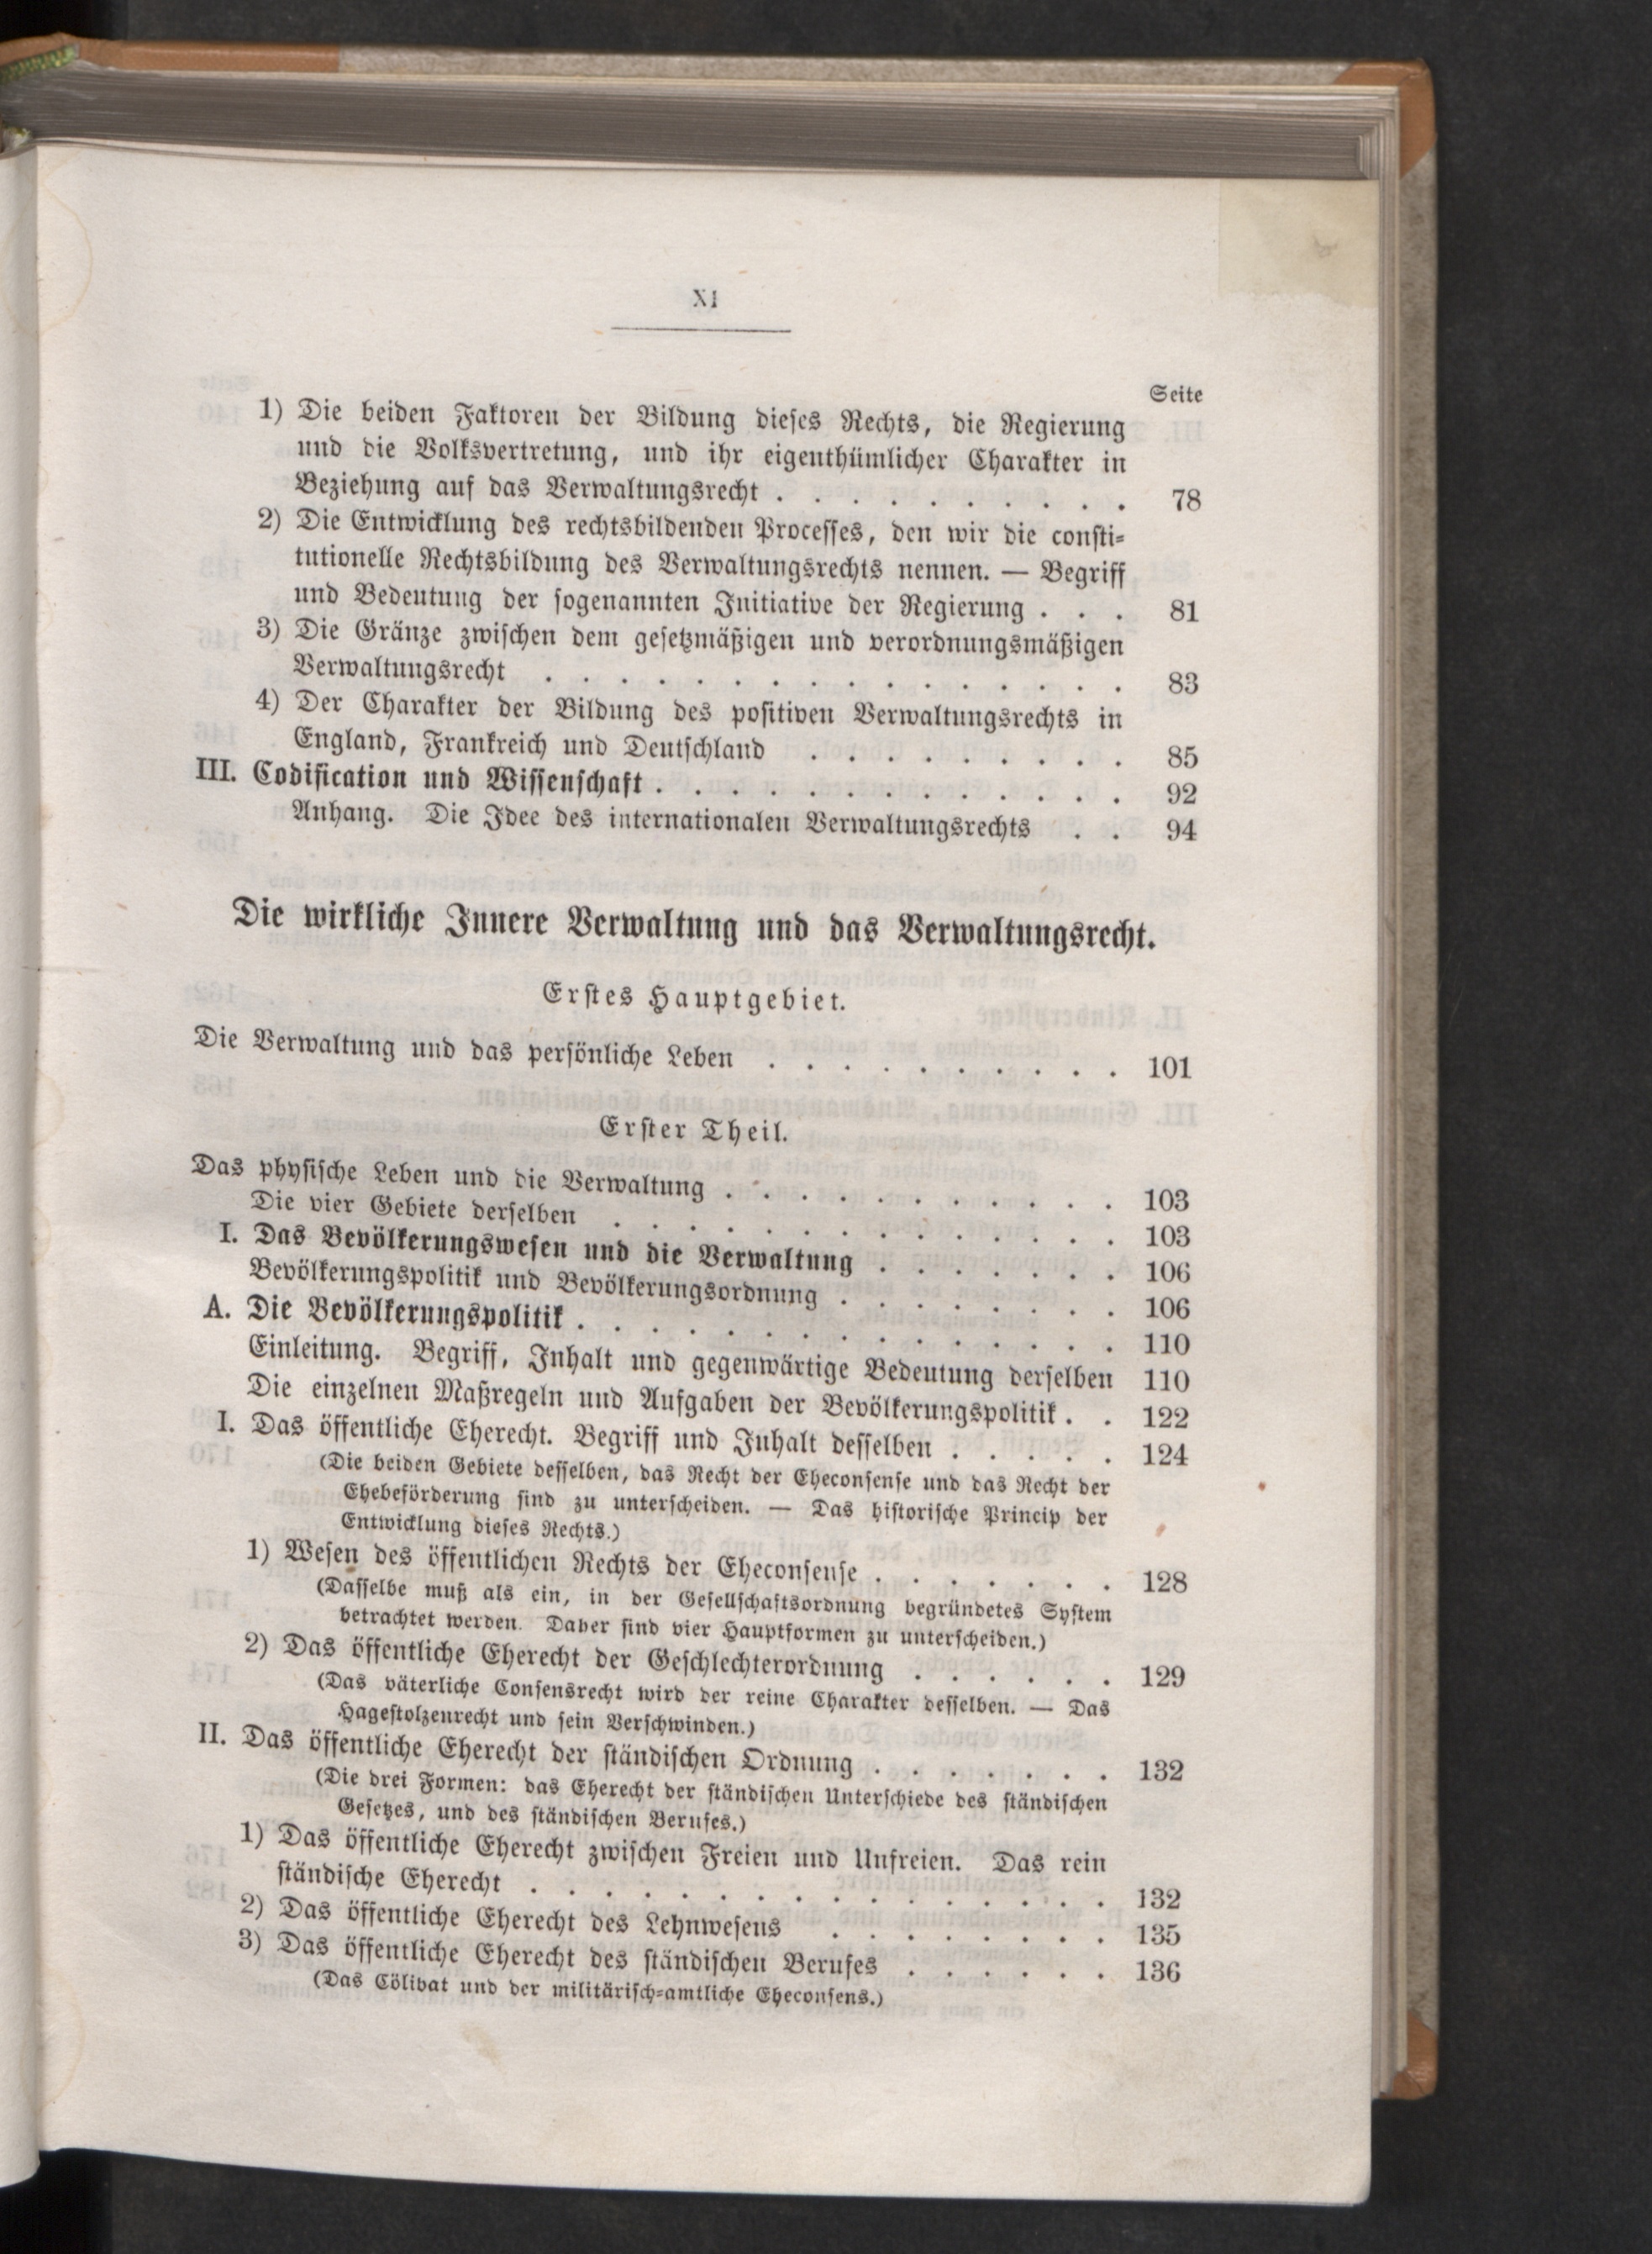 XI
Seite
1) Die beiden Faktoren der Bildung dieses Rechts, die Regierung
und die Volksvertretung, und ihr eigenthümlicher Charakter in
Beziehung auf das Verwaltungsrecht . . . . . . . . . . 78
2) Die Entwicklung des rechtsbildenden Processes, den wir die consti-
tutionelle Rechtsbildung des Verwaltungsrechts nennen. — Begriff
und Bedeutung der sogenannten Initiative der Regierung . . . 81
3) Die Gränze zwischen dem gesetzmäßigen und verordnungsmäßigen
Verwaltungsrecht . . . . . . . . . . . . . . . . 83
4) Der Charakter der Bildung des positiven Verwaltungsrechts in
England, Frankreich und Deutschland . . . . . . . . . 85
III. Codification und Wissenschaft . . . . . . . . . . . . . 92
Anhang. Die Idee des internationalen Verwaltungsrechts . . 94
Die wirkliche Innere Verwaltung und das Verwaltungsrecht.
Erstes Hauptgebiet.
Die Verwaltung und das persönliche Leben . . . . . . . . . . 101
Erster Theil.
Das physische Leben und die Verwaltung . . . . . . . . . . . 103
Die vier Gebiete derselben . . . . . . . . . . . . . . 103
I. Das Bevölkerungswesen und die Verwaltung . . . . . . . 106
Bevölkerungspolitik und Bevölkerungsordnung . . . . . . . . 106
A. Die Bevölkerungspolitik . . . . . . . . . . . . . . . 110
Einleitung. Begriff, Inhalt und gegenwärtige Bedeutung derselben 110
Die einzelnen Maßregeln und Aufgaben der Bevölkerungspolitik . . 122
I. Das öffentliche Eherecht. Begriff und Inhalt desselben . . . . . 124
(Die beiden Gebiete desselben, das Recht der Eheconsense und das Recht der
Ehebeförderung sind zu unterscheiden. — Das historische Princip der
Entwicklung dieses Rechts.)
1) Wesen des öffentlichen Rechts der Eheconsense . . . . . . . 128
(Dasselbe muß als ein, in der Gesellschaftsordnung begründetes System
betrachtet werden. Daher sind vier Hauptformen zu unterscheiden.)
2) Das öffentliche Eherecht der Geschlechterordnung . . . . . . 129
(Das väterliche Consensrecht wird der reine Charakter desselben. — Das
Hagestolzenrecht und sein Verschwinden.)
II. Das öffentliche Eherecht der ständischen Ordnung . . . . . . . 132
(Die drei Formen: das Eherecht der ständischen Unterschiede des ständischen
Gesetzes, und des ständischen Berufes.)
1) Das öffentliche Eherecht zwischen Freien und Unfreien. Das rein
ständische Eherecht . . . . . . . . . . . . . . . . 132
2) Das öffentliche Eherecht des Lehnwesens . . . . . . . . 135
3) Das öffentliche Eherecht des ständischen Berufes . . . . . . 136
(Das Cölibat und der militärisch-amtliche Eheconsens.)